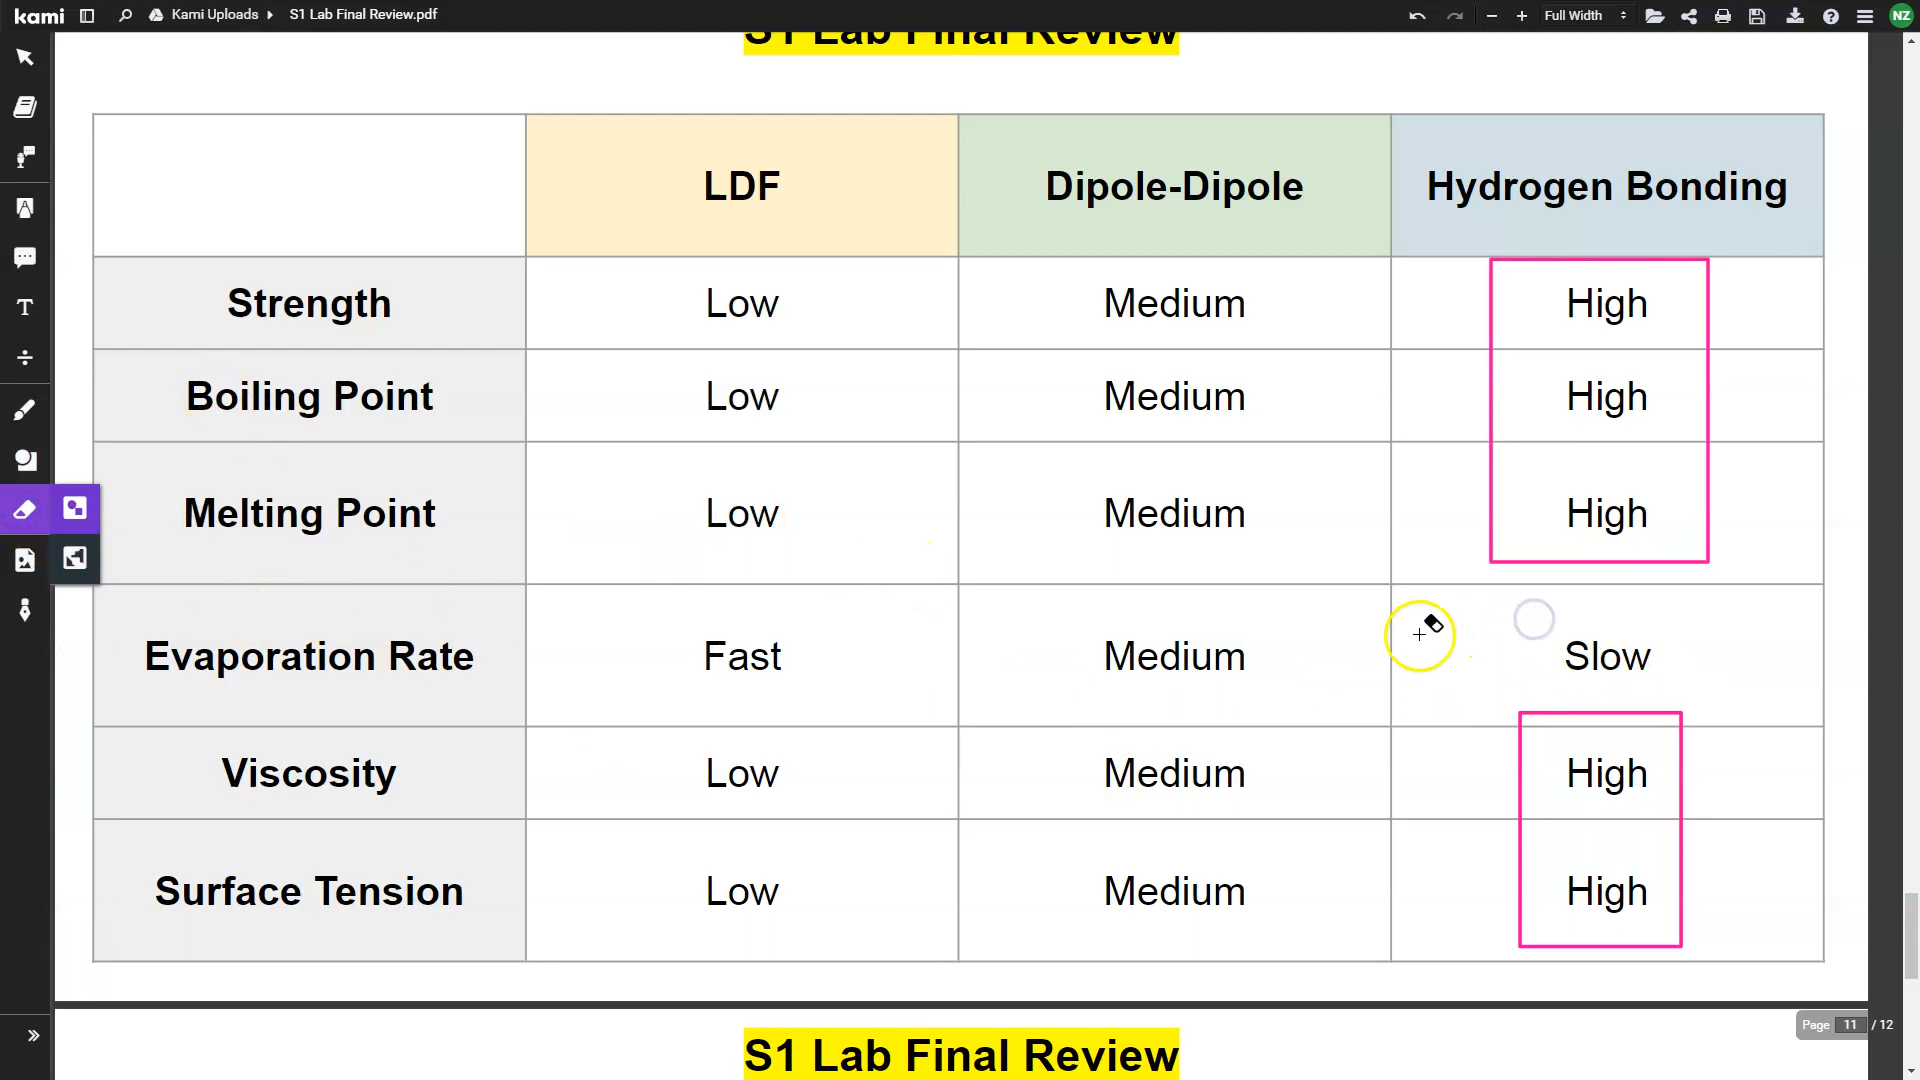 kami Kami Uploads S1 Lab Final Review.pdf Full Width NZ
S1 Lab Final Review
LDF Dipole-Dipole Hydrogen Bonding
Strength Low Medium High
Boiling Point Low Medium High
Melting Point Low Medium High
Evaporation Rate Fast Medium Slow
Viscosity Low Medium High
Surface Tension Low Medium High
Page 11 / 12
S1 Lab Final Review